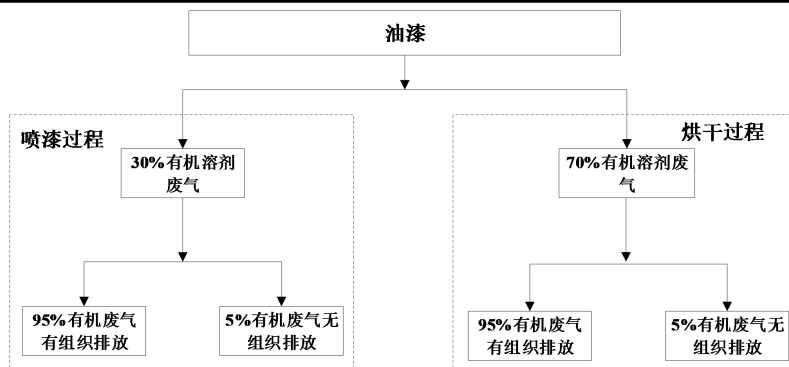 油漆
喷漆过程
30%有机溶剂
废气
95%有机废气
有组织排放
5%有机废气无
组织排放
烘干过程
70%有机溶剂废
气
95%有机废气
有组织排放
5%有机废气无
组织排放